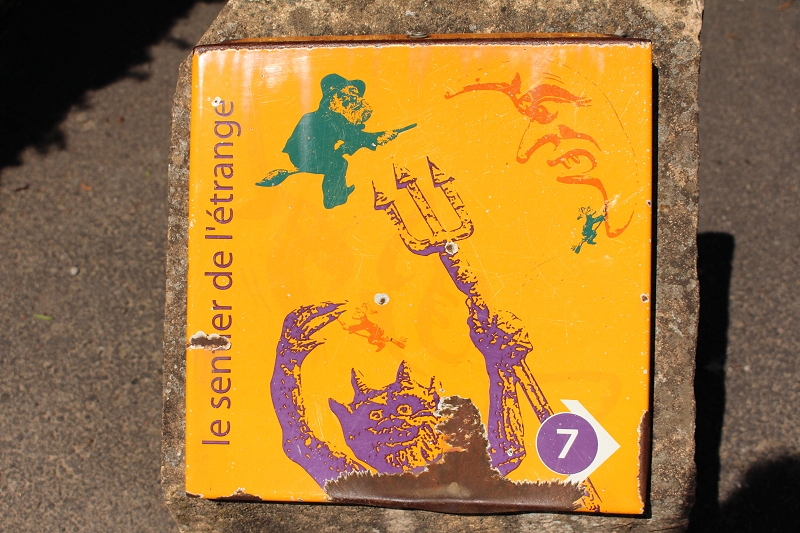 le sentier de l'étrange
7